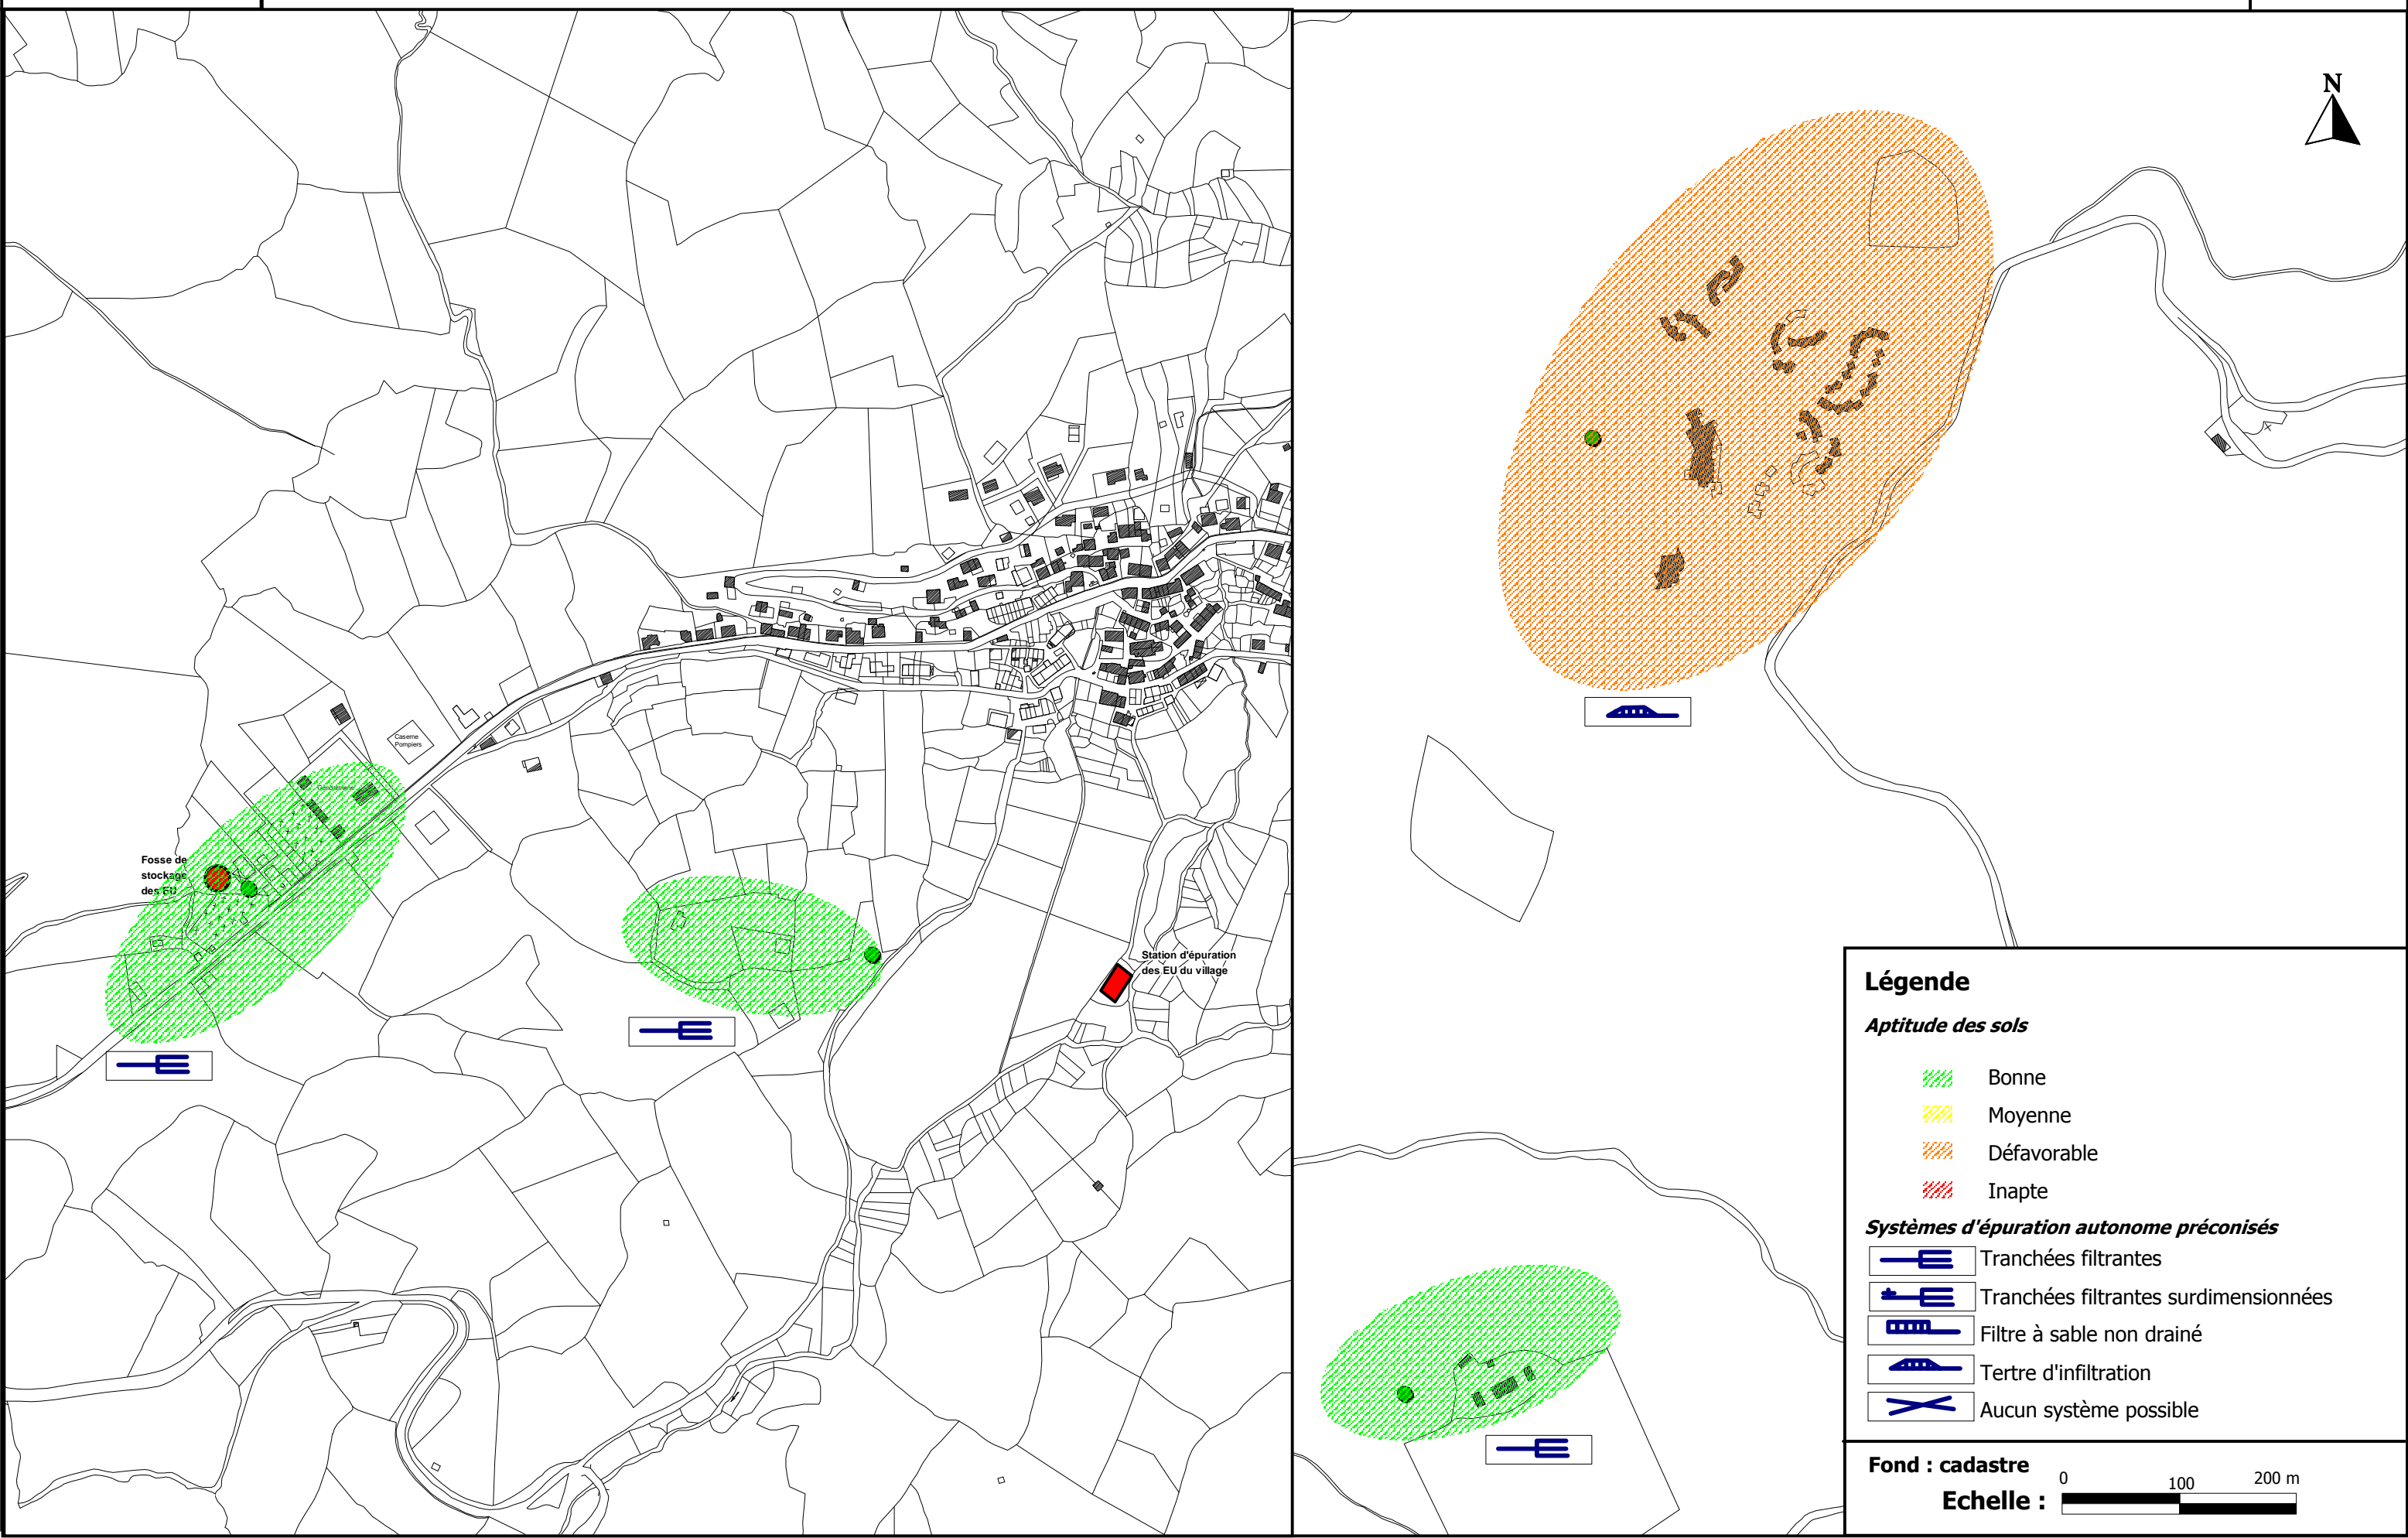 N
Caserne
Pompiers
Gendarmerie
Fosse de
stockage
des EU
Station d'épuration
des EU du village
Légende
Aptitude des sols
Bonne
Moyenne
Défavorable
Inapte
Systèmes d'épuration autonome préconisés
Tranchées filtrantes
Tranchées filtrantes surdimensionnées
Filtre à sable non drainé
Tertre d'infiltration
Aucun système possible
Fond : cadastre
0 100 200 m
Echelle :